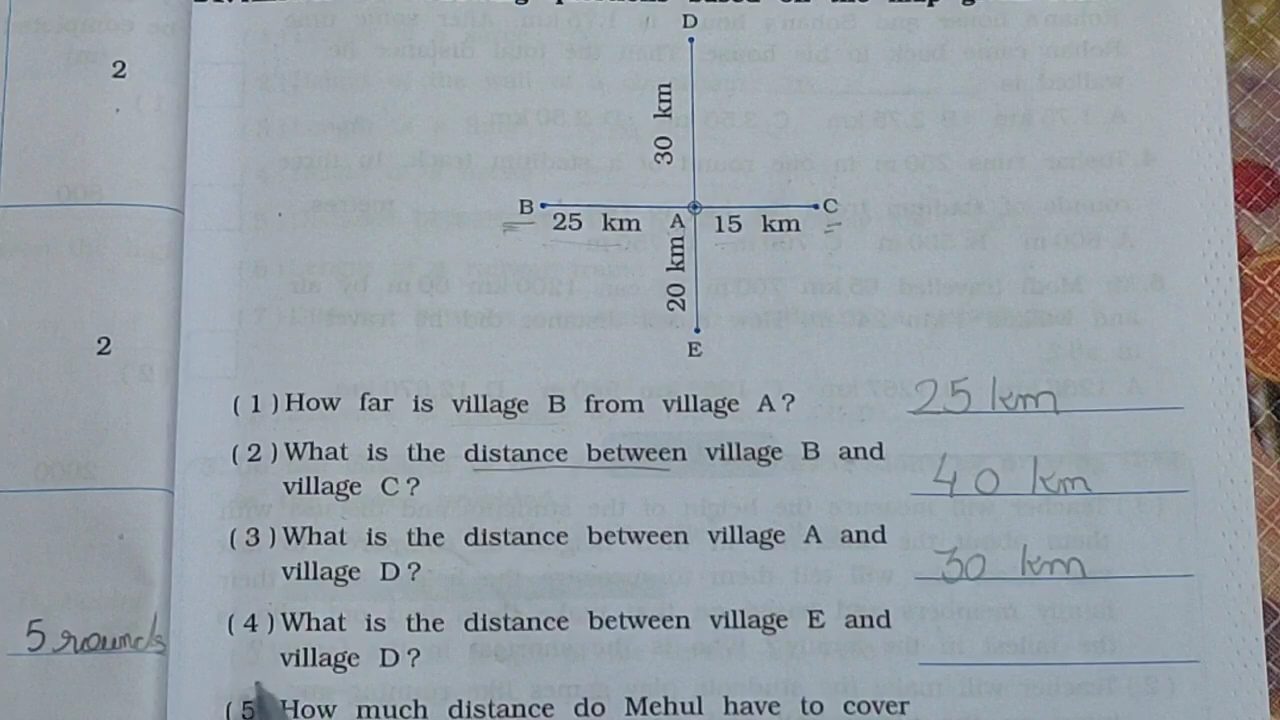 D
2
30 km
B
C
25 km
A
15 km
20 km
2
E
( 1 ) How far is village B from village A?
25 km
( 2 ) What is the distance between village B and
village C?
40 km
( 3 ) What is the distance between village A and
village D?
30 km
( 4 ) What is the distance between village E and
village D?
5 rounds
( 5 How much distance do Mehul have to cover